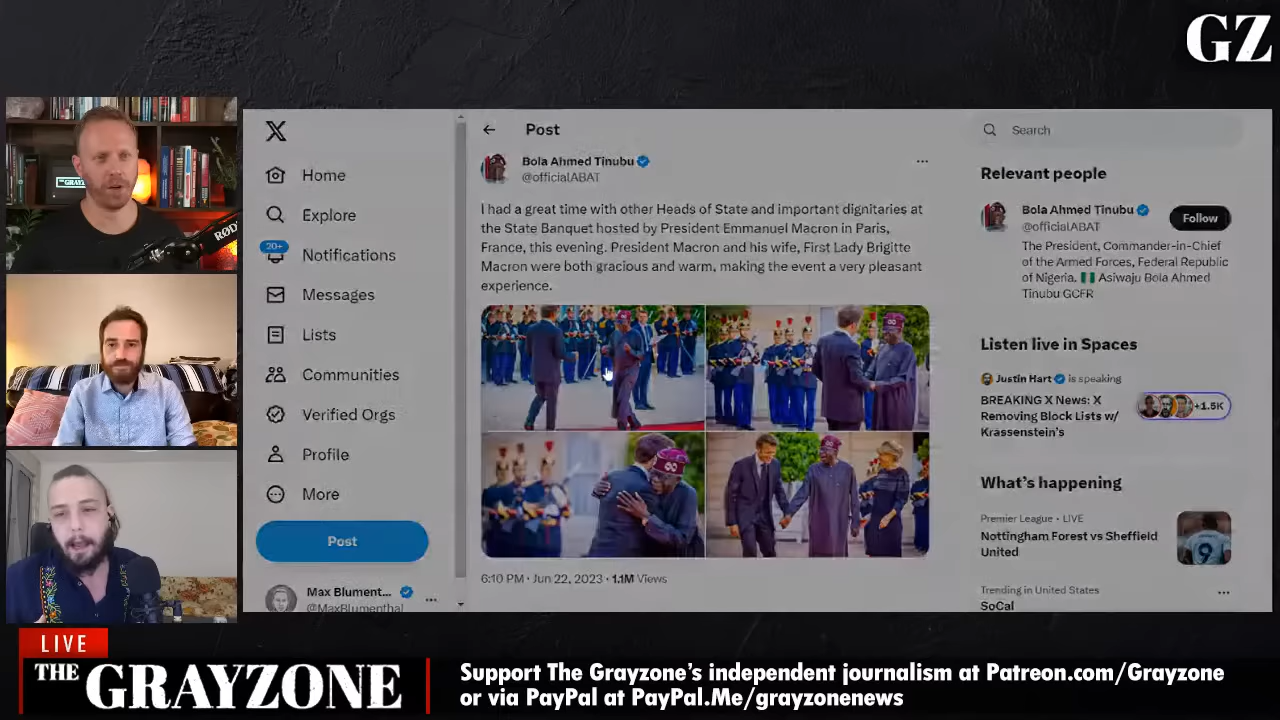 GZ
THE GRAY
RØD
X
Home
Explore
20+
Notifications
Messages
Lists
Communities
Verified Orgs
Profile
More
Post
Max Blument...
@MaxBlumenthal
Post
Bola Ahmed Tinubu
@officialABAT
I had a great time with other Heads of State and important dignitaries at
the State Banquet hosted by President Emmanuel Macron in Paris,
France, this evening. President Macron and his wife, First Lady Brigitte
Macron were both gracious and warm, making the event a very pleasant
experience.
6:10 PM · Jun 22, 2023 · 1.1M Views
Search
Relevant people
Bola Ahmed Tinubu
@officialABAT
Follow
The President, Commander-in-Chief
of the Armed Forces, Federal Republic
of Nigeria. 🇳🇬 Asiwaju Bola Ahmed
Tinubu GCFR
Listen live in Spaces
Justin Hart is speaking
BREAKING X News: X
Removing Block Lists w/
Krassenstein's
+1.5K
What's happening
Premier League · LIVE
Nottingham Forest vs Sheffield
United
9
Trending in United States
SoCal
LIVE
THE GRAYZONE
Support The Grayzone's independent journalism at Patreon.com/Grayzone
or via PayPal at PayPal.Me/grayzonenews